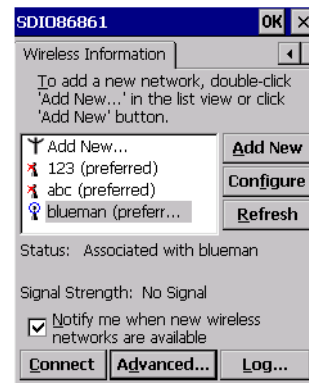 SDIO86861 OK ×
Wireless Information
To add a new network, double-click
'Add New...' in the list view or click
'Add New' button.
Add New...
123 (preferred)
abc (preferred)
blueman (preferr...
Add New
Configure
Refresh
Status: Associated with blueman
Signal Strength: No Signal
Notify me when new wireless
networks are available
Connect Advanced... Log...